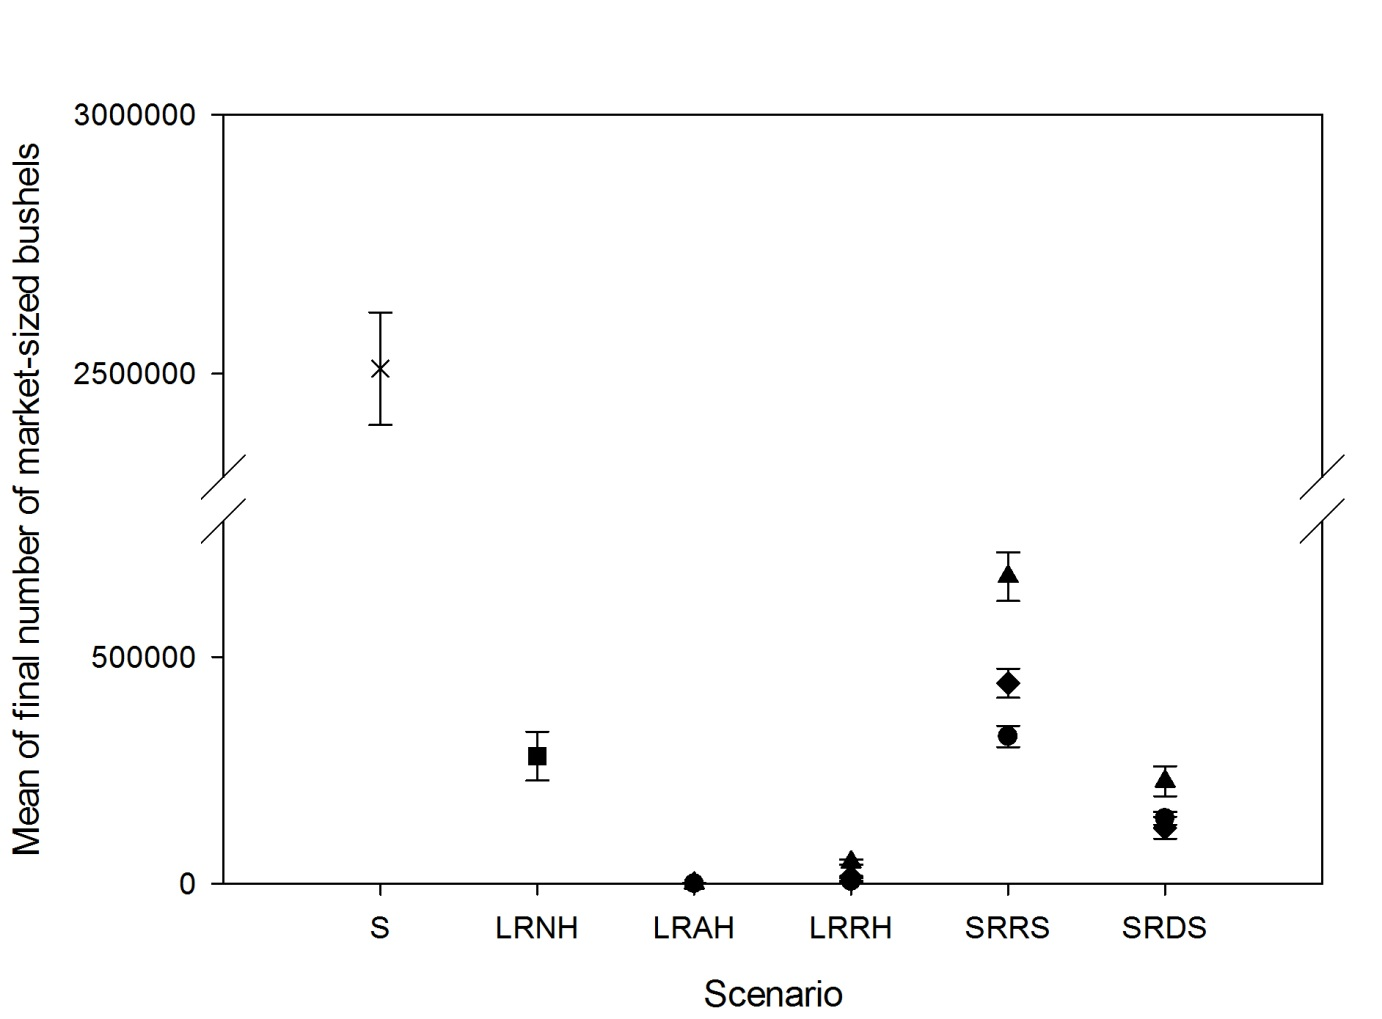 3000000
2500000
500000
0
Mean of final number of market-sized bushels
S LRNH LRAH LRRH SRRS SRDS
Scenario